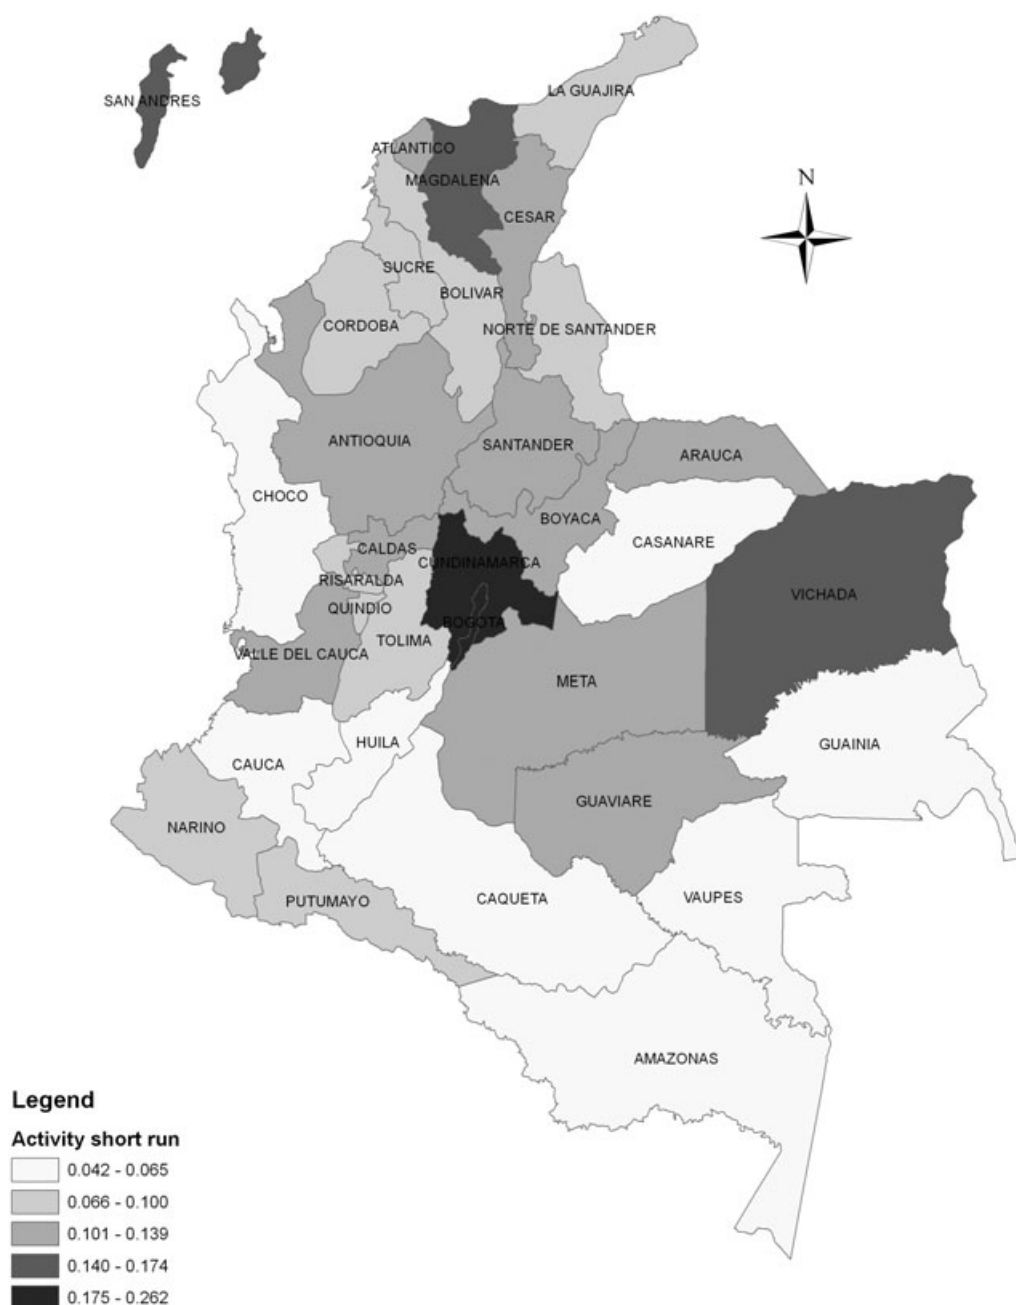 SAN ANDRES
LA GUAJIRA
ATLANTICO
MAGDALENA
N
CESAR
SUCRE
BOLIVAR
CORDOBA
NORTE DE SANTANDER
ANTIOQUIA
SANTANDER
ARAUCA
CHOCO
BOYACA
CASANARE
CALDAS
CUNDINAMARCA
RISARALDA
VICHADA
QUINDIO
BOGOTA
TOLIMA
VALLE DEL CAUCA
META
HUILA
GUAINIA
CAUCA
GUAVIARE
NARINO
CAQUETA
VAUPES
PUTUMAYO
AMAZONAS
Legend
Activity short run
0.042 - 0.065
0.066 - 0.100
0.101 - 0.139
0.140 - 0.174
0.175 - 0.262